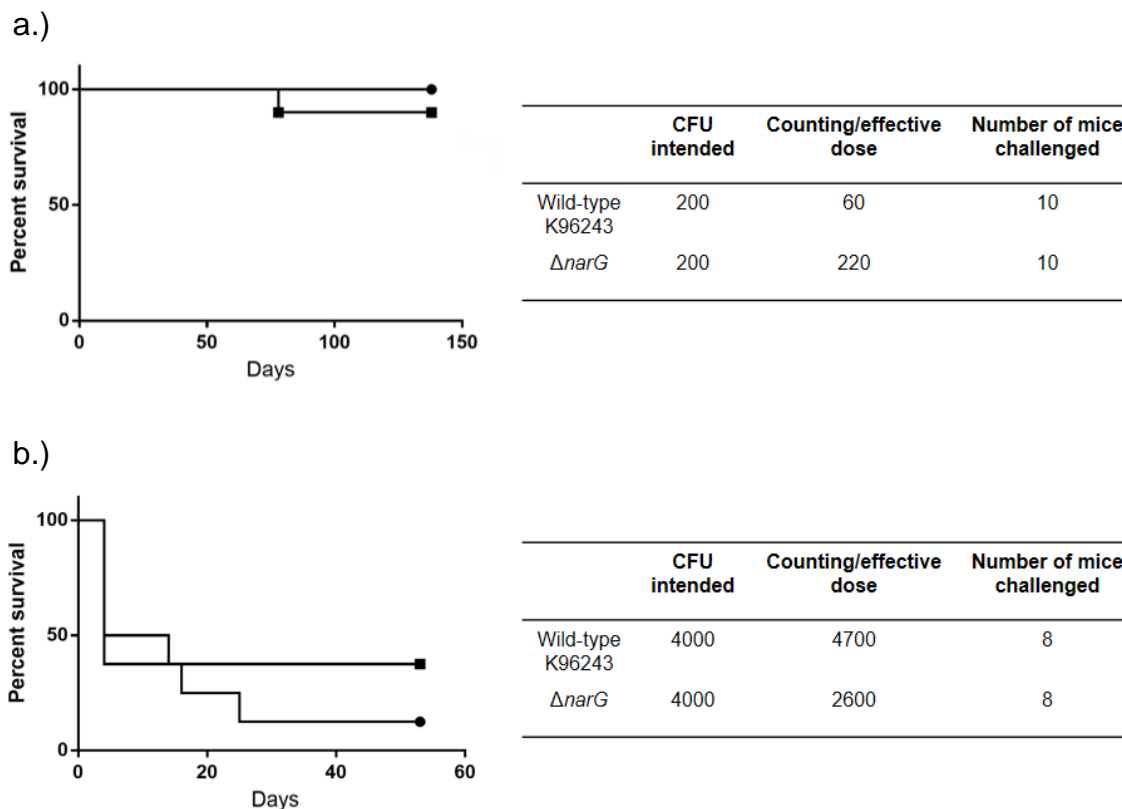 a.)
Percent survival
100
50
0
0 50 100 150
Days
CFU Counting/effective Number of mice
intended dose challenged
Wild-type 200 60 10
K96243
ΔnarG 200 220 10
b.)
Percent survival
100
50
0
0 20 40 60
Days
CFU Counting/effective Number of mice
intended dose challenged
Wild-type 4000 4700 8
K96243
ΔnarG 4000 2600 8